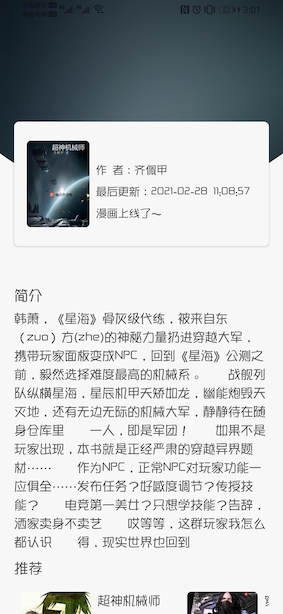 3:01
超神机械师
作 者：齐佩甲
最后更新：2021-02-28 11:08:57
漫画上线了~
简介
韩萧，《星海》骨灰级代练，被来自东
（zuo）方(zhe)的神秘力量扔进穿越大军，
携带玩家面板变成NPC，回到《星海》公测之
前，毅然选择难度最高的机械系。 战舰列
队纵横星海，星辰机甲夭矫如龙，幽能炮毁天
灭地，还有无边无际的机械大军，静静待在随
身仓库里 一人，即是军团！ 如果不是
玩家出现，本书就是正经严肃的穿越异界题
材…… 作为NPC，正常NPC对玩家功能一
应俱全……发布任务？好感度调节？传授技
能？ 电竞第一美女？只想学技能？告辞，
洒家卖身不卖艺 哎等等，这群玩家我怎么
都认识 得，现实世界也回到
推荐
超神机械师